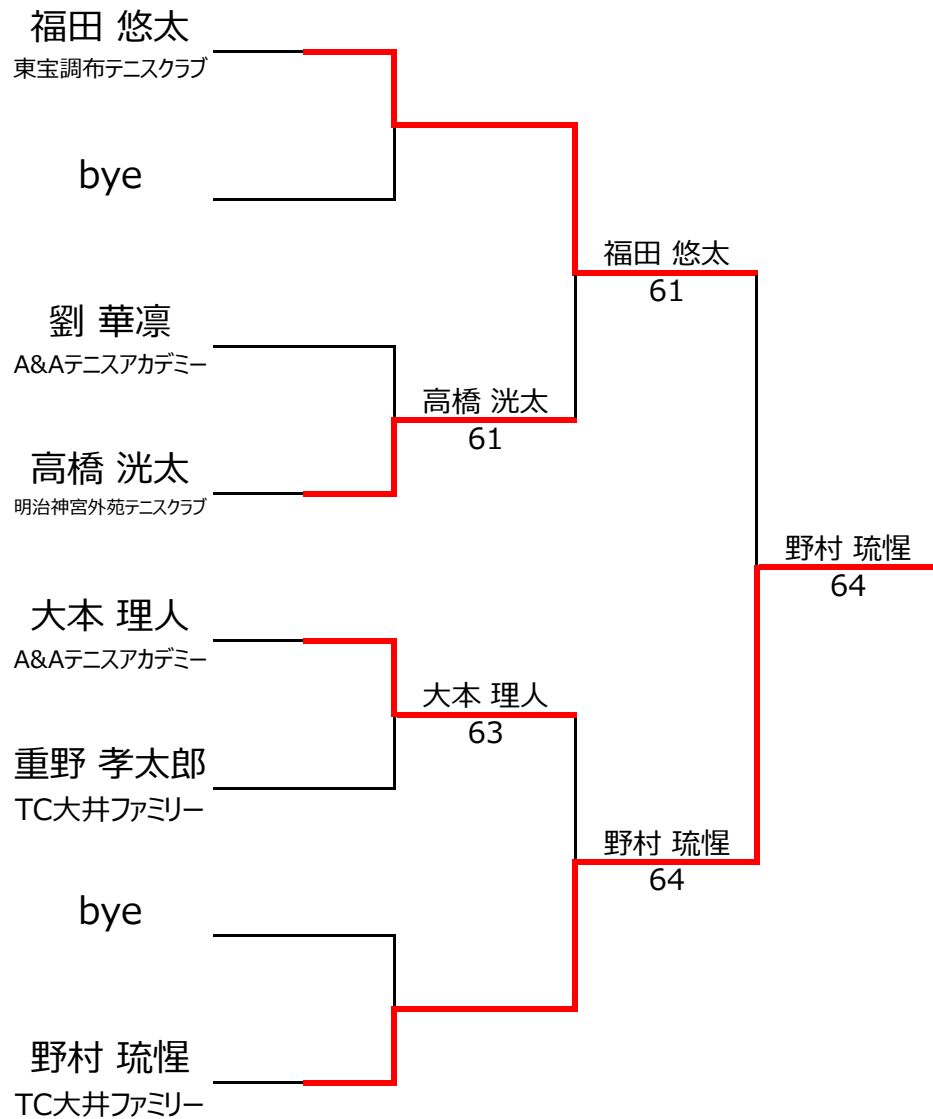 福田 悠太
東宝調布テニスクラブ
bye
福田 悠太
61
劉 華凛
A&Aテニスアカデミー
高橋 洸太
61
高橋 洸太
明治神宮外苑テニスクラブ
野村 琉惺
64
大本 理人
A&Aテニスアカデミー
大本 理人
63
重野 孝太郎
TC大井ファミリー
野村 琉惺
64
bye
野村 琉惺
TC大井ファミリー